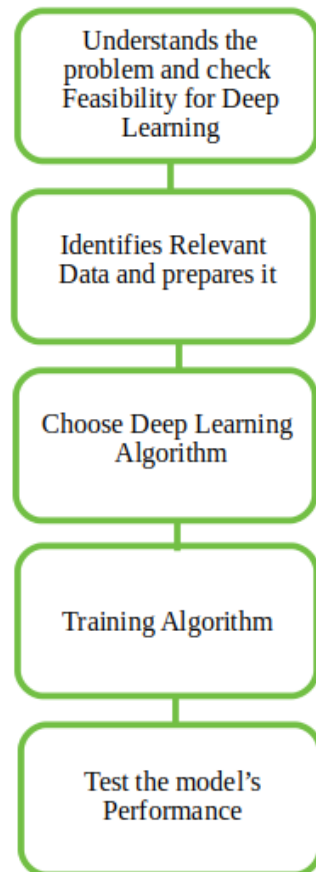 Understands the
problem and check
Feasibility for Deep
Learning
Identifies Relevant
Data and prepares it
Choose Deep Learning
Algorithm
Training Algorithm
Test the model’s
Performance